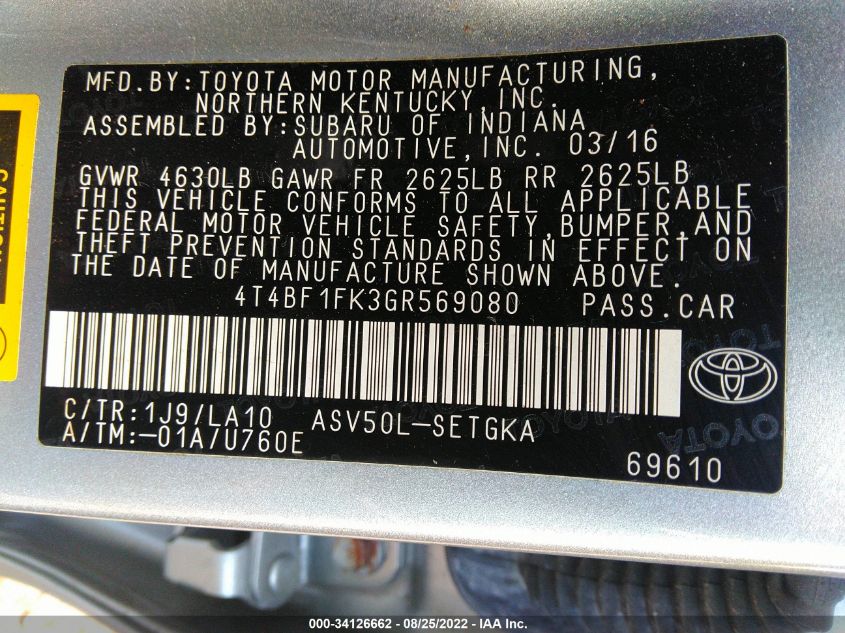 MFD.BY:TOYOTA MOTOR MANUFACTURING,
NORTHERN KENTUCKY,INC.
ASSEMBLED BY:SUBARU OF INDIANA
AUTOMOTIVE,INC. 03/16
GVWR 4630LB GAWR FR 2625LB RR 2625LB
THIS VEHICLE CONFORMS TO ALL APPLICABLE
FEDERAL MOTOR VEHICLE SAFETY,BUMPER,AND
THEFT PREVENTION STANDARDS IN EFFECT ON
THE DATE OF MANUFACTURE SHOWN ABOVE.
4T4BF1FK3GR569080 PASS.CAR
C/TR:1J9/LA10 ASV50L-SETGKA
A/TM:-01A/U760E
69610
CAUTION
TOYOTA
000-34126662 - 08/25/2022 - IAA Inc.